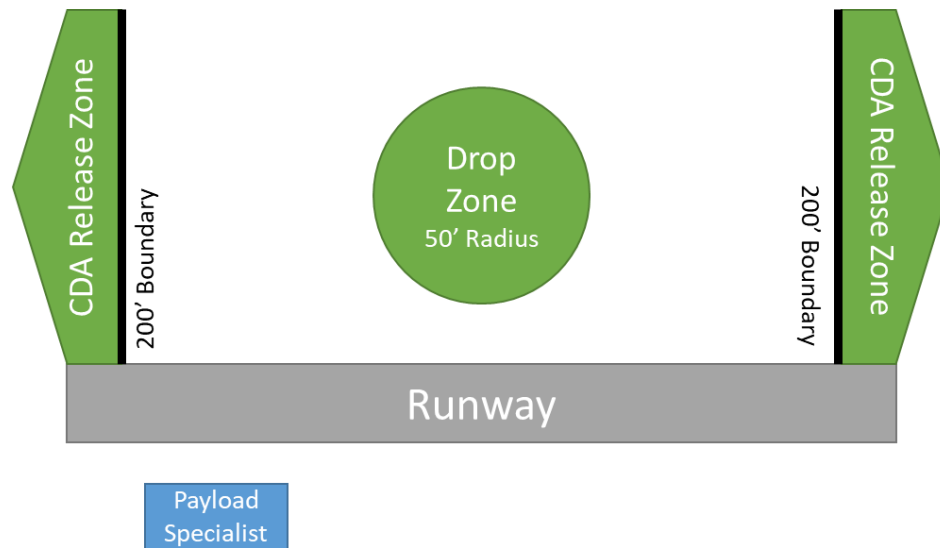 CDA Release Zone
200’ Boundary
Drop
Zone
50’ Radius
200’ Boundary
CDA Release Zone
Runway
Payload
Specialist